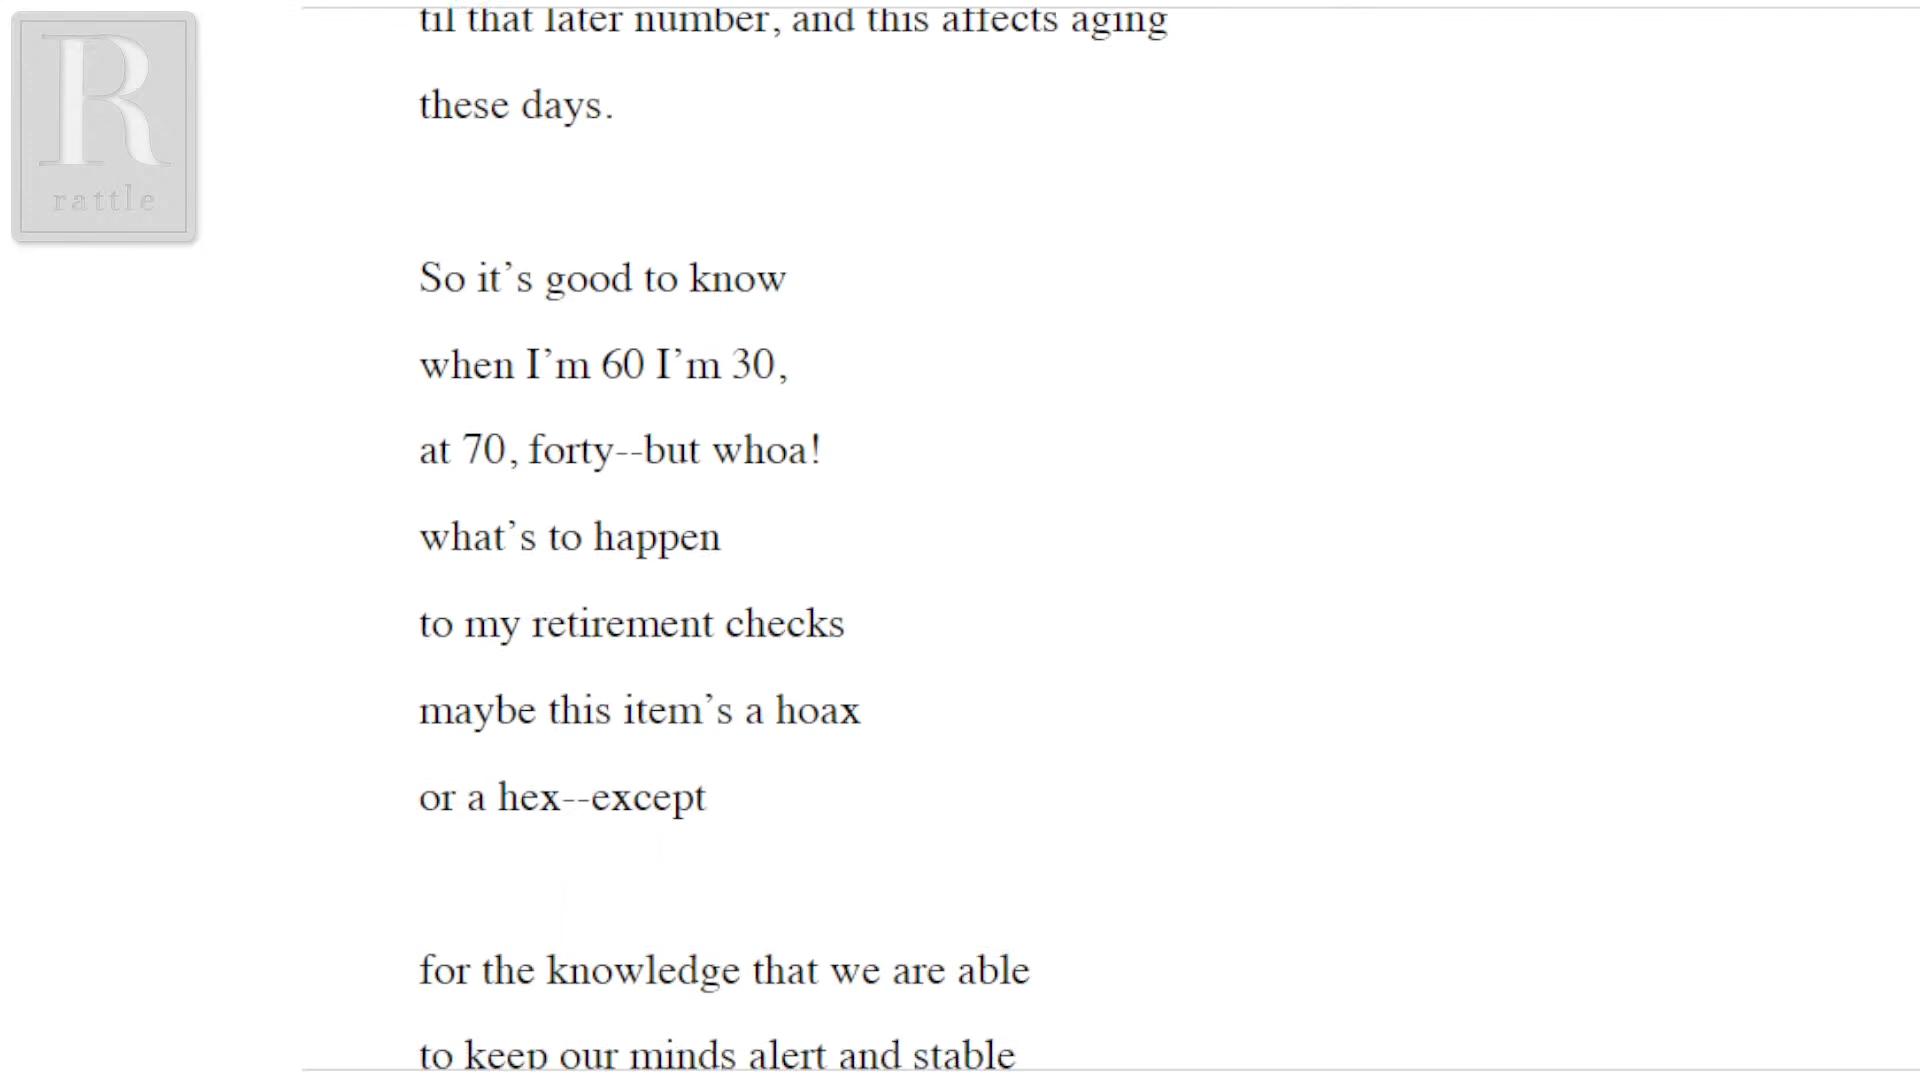 R
rattle
til that later number, and this affects aging
these days.
So it’s good to know
when I’m 60 I’m 30,
at 70, forty--but whoa!
what’s to happen
to my retirement checks
maybe this item’s a hoax
or a hex--except
for the knowledge that we are able
to keep our minds alert and stable